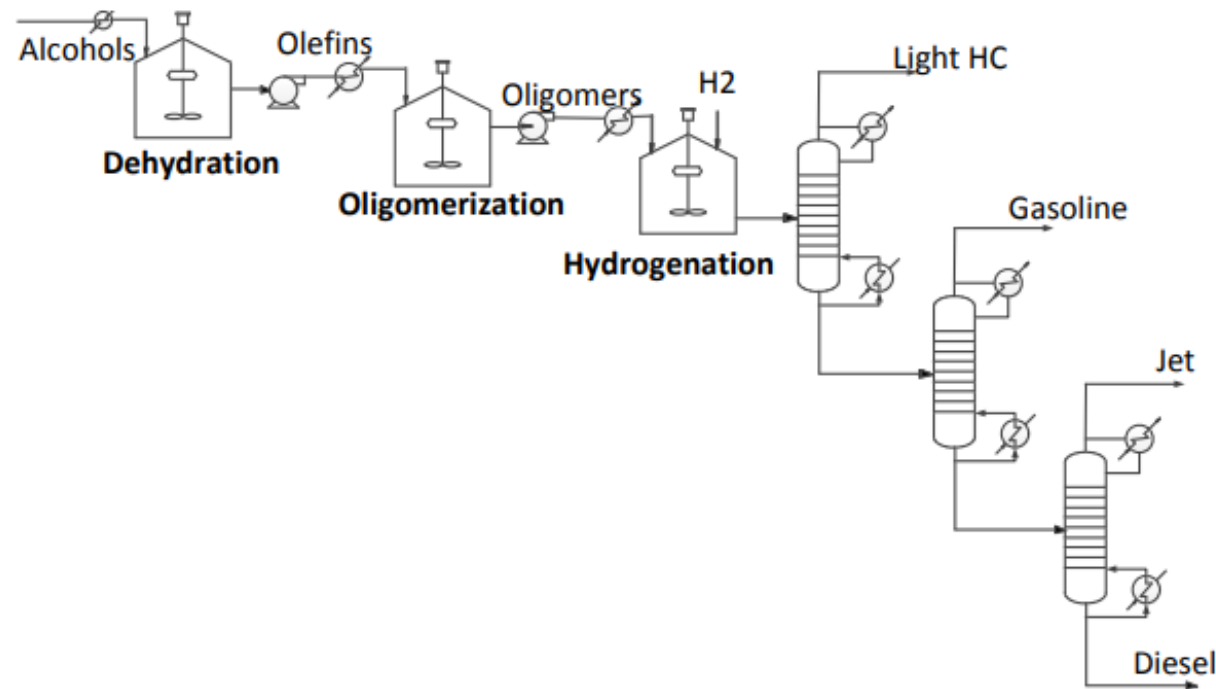 Alcohols
Dehydration
Olefins
Oligomerization
Oligomers
Hydrogenation
H2
Light HC
Gasoline
Jet
Diesel